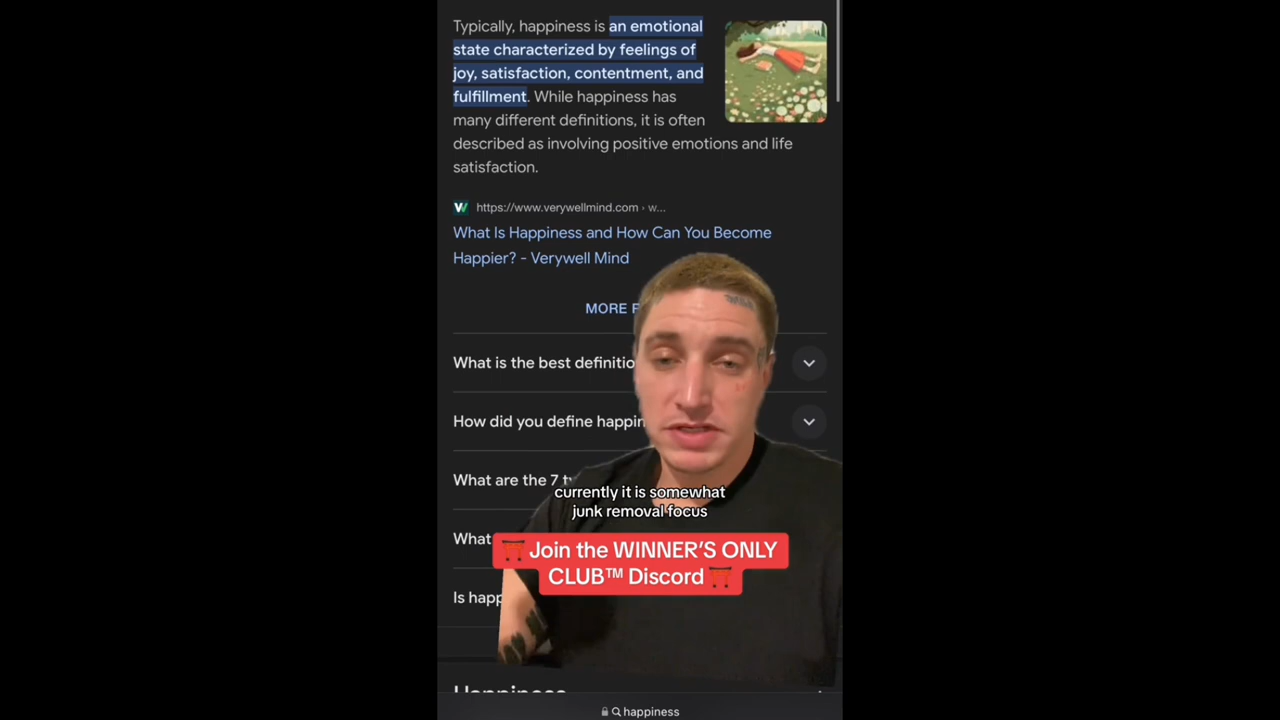 Typically, happiness is an emotional
state characterized by feelings of
joy, satisfaction, contentment, and
fulfillment. While happiness has
many different definitions, it is often
described as involving positive emotions and life
satisfaction.
https://www.verywellmind.com › w...
What Is Happiness and How Can You Become
Happier? - Verywell Mind
MORE F
What is the best definitio
How did you define happin
What are the 7 ty
currently it is somewhat
junk removal focus
What
⛩️ Join the WINNER'S ONLY
CLUB™ Discord ⛩️
Is happ
Happiness
happiness